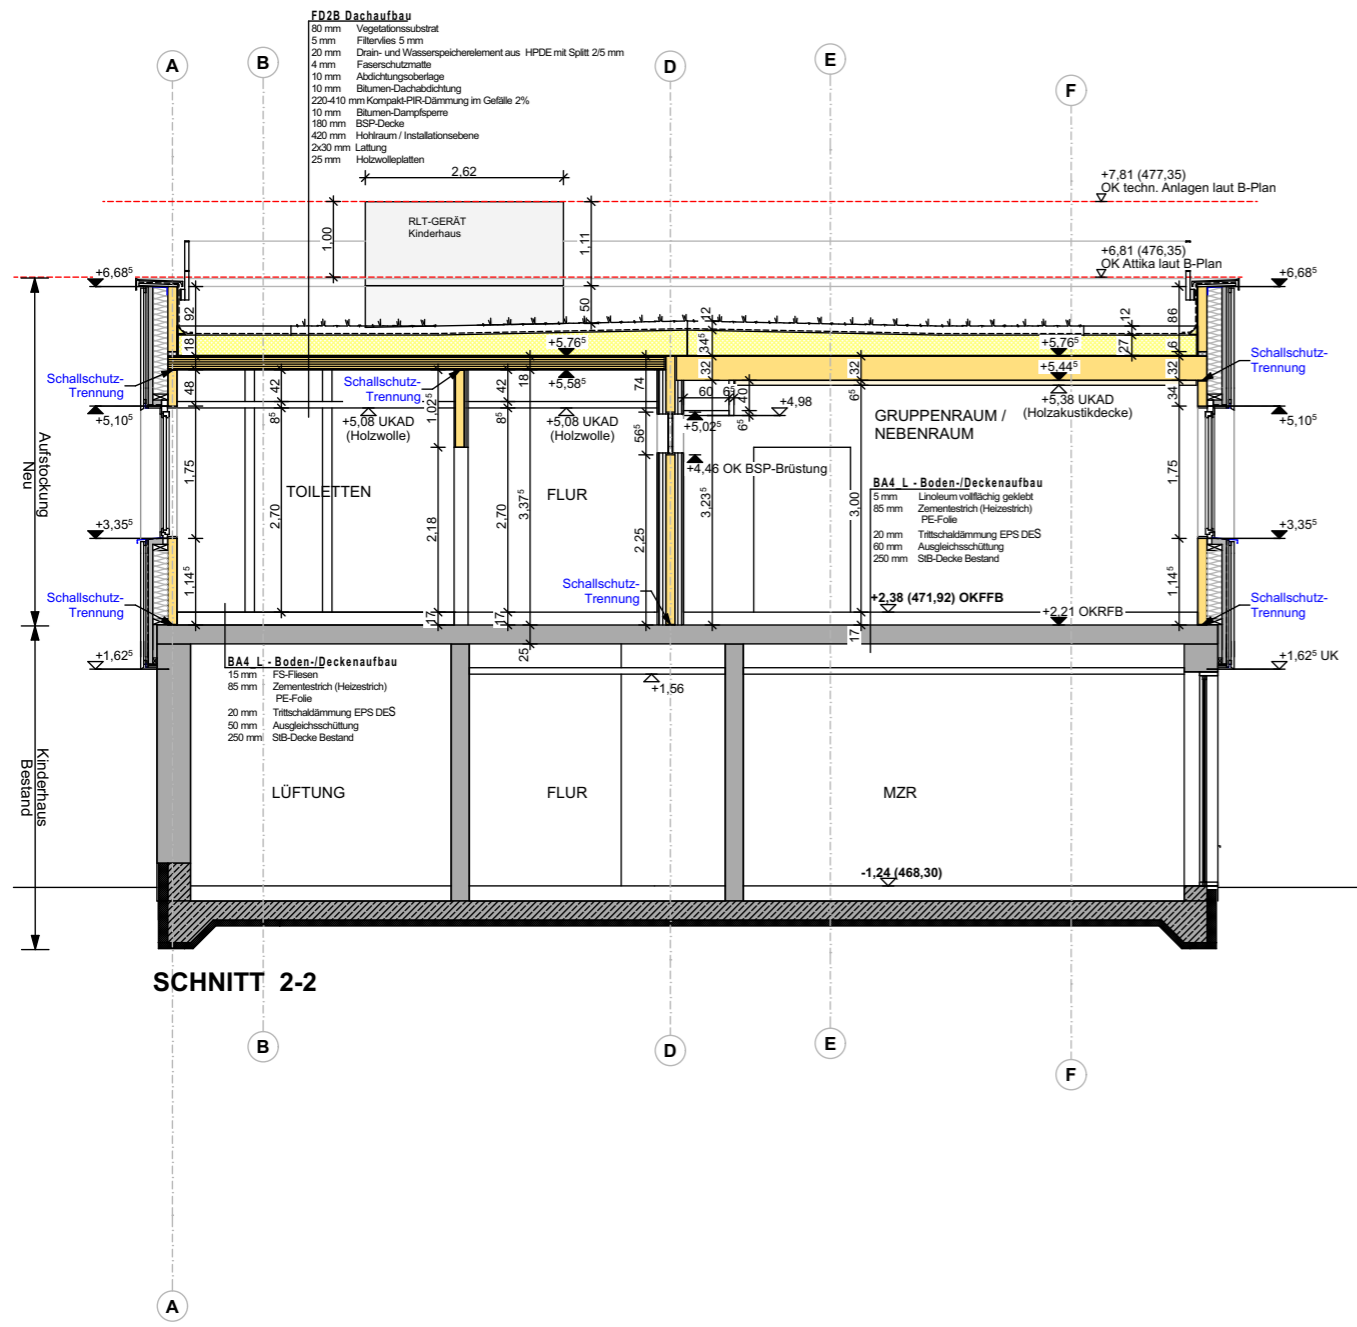 FD2B Dachaufbau
80 mm Vegetationssubstrat
5 mm Filtervlies 5 mm
20 mm Drain- und Wasserspeicherelement aus HPDE mit Splitt 2/5 mm
4 mm Faserschutzmatte
10 mm Abdichtungsoberlage
10 mm Bitumen-Dachabdichtung
220-410 mm Kompakt-PIR-Dämmung im Gefälle 2%
10 mm Bitumen-Dampfsperre
180 mm BSP-Decke
420 mm Hohlraum / Installationsebene
2x30 mm Lattung
25 mm Holzwolleplatten
A
B
D
E
F
2,62
+7,81 (477,35)
OK techn. Anlagen laut B-Plan
RLT-GERÄT
Kinderhaus
1,00
1,11
+6,81 (476,35)
OK Attika laut B-Plan
+6,68⁵
+6,68⁵
92
50
12
12
86
18
34⁵
27
6
+5,76⁵
+5,76⁵
Schallschutz-
Trennung
Schallschutz-
Trennung
Schallschutz-
Trennung
48
42
1,02⁵
42
18
+5,58⁵
74
32
32
+5,44⁵
32
34
60
6⁵
40
6⁵
6⁵
+5,38 UKAD
(Holzakustikdecke)
+5,10⁵
8⁵
+5,08 UKAD
(Holzwolle)
8⁵
+5,08 UKAD
(Holzwolle)
56⁵
+5,02⁵
+4,98
GRUPPENRAUM /
NEBENRAUM
+5,10⁵
+4,46 OK BSP-Brüstung
Aufstockung
Neu
1,75
TOILETTEN
2,70
2,18
2,70
3,37⁵
FLUR
2,25
3,23⁵
3,00
1,75
BA4_L - Boden-/Deckenaufbau
5 mm Linoleum vollflächig geklebt
85 mm Zementestrich (Heizestrich)
PE-Folie
20 mm Trittschaldämmung EPS DES
60 mm Ausgleichsschüttung
250 mm StB-Decke Bestand
+3,35⁵
+3,35⁵
1,14⁵
1,14⁵
Schallschutz-
Trennung
Schallschutz-
Trennung
Schallschutz-
Trennung
+2,38 (471,92) OKFFB
+2,21 OKRFB
17
17
17
25
+1,62⁵
+1,62⁵ UK
BA4_L - Boden-/Deckenaufbau
15 mm FS-Fliesen
85 mm Zementestrich (Heizestrich)
PE-Folie
20 mm Trittschaldämmung EPS DES
50 mm Ausgleichsschüttung
250 mm StB-Decke Bestand
+1,56
Kinderhaus
Bestand
LÜFTUNG
FLUR
MZR
-1,24 (468,30)
SCHNITT 2-2
B
D
E
F
A